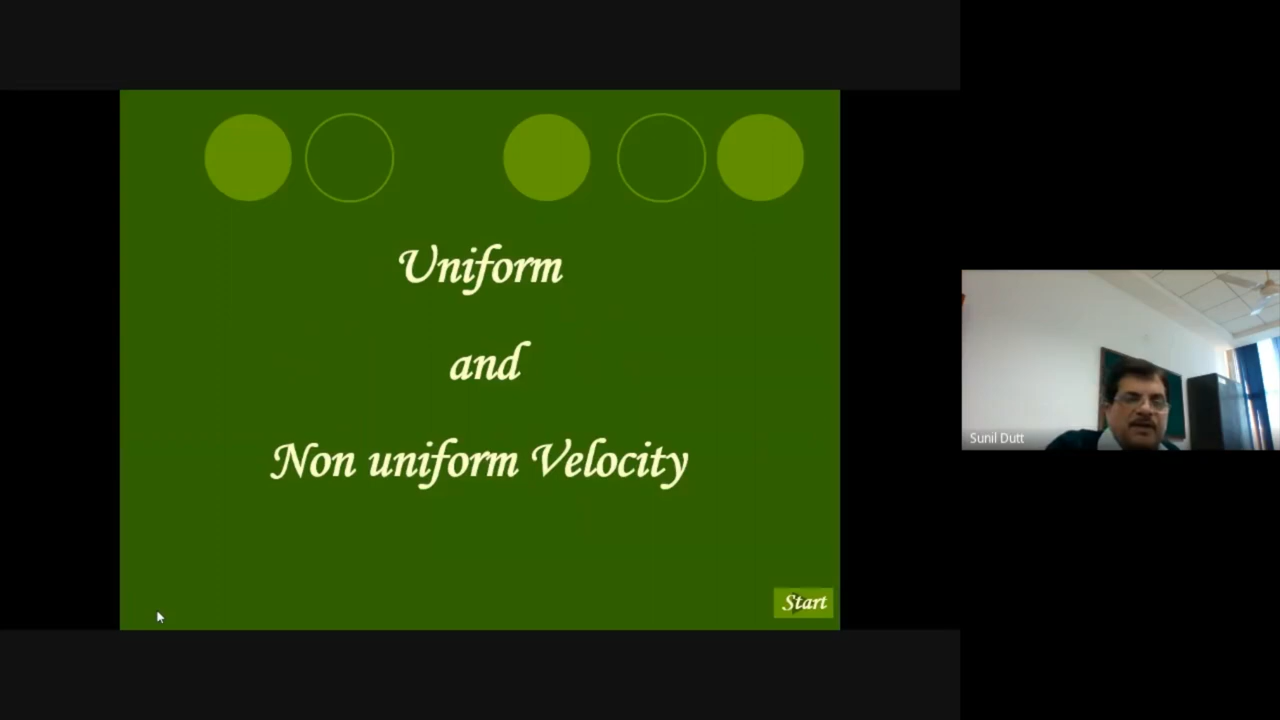 Uniform
and
Non uniform Velocity
Start
Sunil Dutt